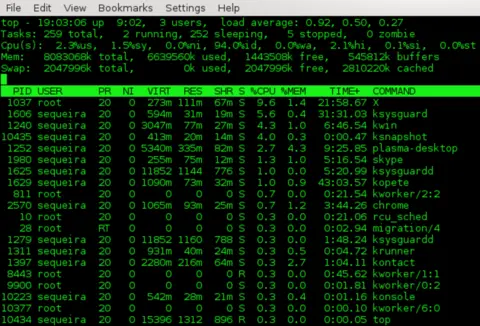 File Edit View Bookmarks Settings Help
top - 19:03:06 up 9:02, 3 users, load average: 0.92, 0.50, 0.27
Tasks: 259 total, 2 running, 252 sleeping, 5 stopped, 0 zombie
Cpu(s): 2.3%us, 1.5%sy, 0.0%ni, 94.0%id, 0.0%wa, 2.1%hi, 0.1%si, 0.0%st
Mem: 8083068k total, 6639560k used, 1443508k free, 545812k buffers
Swap: 2047996k total, 0k used, 2047996k free, 2810220k cached
PID USER PR NI VIRT RES SHR S %CPU %MEM TIME+ COMMAND
1037 root 20 0 273m 111m 67m S 9.6 1.4 21:58.67 X
1606 sequeira 20 0 594m 31m 19m S 5.6 0.4 31:31.03 ksysguard
1240 sequeira 20 0 3047m 77m 27m S 4.3 1.0 6:46.54 kwin
10435 sequeira 20 0 413m 20m 14m S 4.0 0.3 0:00.47 ksnapshot
1252 sequeira 20 0 5340m 335m 82m S 2.7 4.3 9:25.85 plasma-desktop
1980 sequeira 20 0 255m 75m 12m S 1.3 1.0 5:16.54 skype
1625 sequeira 20 0 11852 1144 776 S 1.0 0.0 5:20.99 ksysguardd
1629 sequeira 20 0 1090m 73m 32m S 1.0 0.9 43:03.57 kopete
811 root 20 0 0 0 0 S 0.7 0.0 0:21.54 kworker/2:2
2570 sequeira 20 0 1065m 93m 25m S 0.7 1.2 3:44.26 chrome
10 root 20 0 0 0 0 S 0.3 0.0 0:21.06 rcu_sched
28 root RT 0 0 0 0 S 0.3 0.0 0:02.94 migration/4
1279 sequeira 20 0 11852 1160 788 S 0.3 0.0 1:48.24 ksysguardd
1311 sequeira 20 0 931m 40m 24m S 0.3 0.5 0:04.72 krunner
1397 sequeira 20 0 2280m 216m 64m S 0.3 2.7 1:04.11 kontact
8443 root 20 0 0 0 0 R 0.3 0.0 0:45.62 kworker/1:1
9900 root 20 0 0 0 0 S 0.3 0.0 0:01.81 kworker/0:2
10223 sequeira 20 0 542m 28m 21m S 0.3 0.4 0:01.16 konsole
10377 root 20 0 0 0 0 S 0.3 0.0 0:00.10 kworker/6:0
10434 sequeira 20 0 15396 1312 896 R 0.3 0.0 0:00.05 top